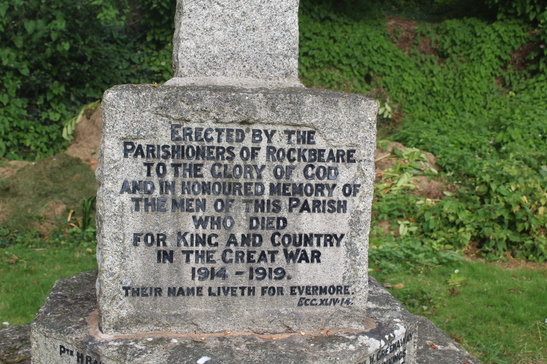 ERECTED BY THE
PARISHIONERS OF ROCKBEARE
TO THE GLORY OF GOD
AND IN HONOURED MEMORY OF
THE MEN OF THIS PARISH
WHO DIED
FOR KING AND COUNTRY
IN THE GREAT WAR
1914 - 1919.
THEIR NAME LIVETH FOR EVERMORE.
ECC. XLIV. 14.
PTE H